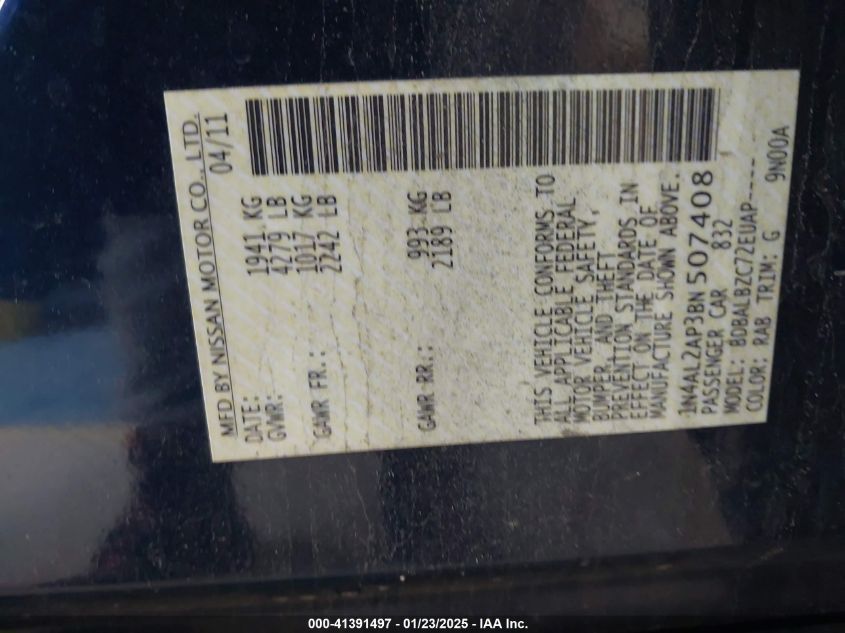 MFD BY NISSAN MOTOR CO., LTD.
DATE: 04/11
GVWR: 1941 KG
4279 LB
GAWR FR.: 1017 KG
2242 LB
GAWR RR.: 993 KG
2189 LB
THIS VEHICLE CONFORMS TO
ALL APPLICABLE FEDERAL
MOTOR VEHICLE SAFETY,
BUMPER, AND THEFT
PREVENTION STANDARDS IN
EFFECT ON THE DATE OF
MANUFACTURE SHOWN ABOVE.
1N4AL2AP3BN507408
PASSENGER CAR 832
MODEL: BDBALBZC72EUAP-----
COLOR: RAB TRIM: G 9N00A
000-41391497 - 01/23/2025 - IAA Inc.